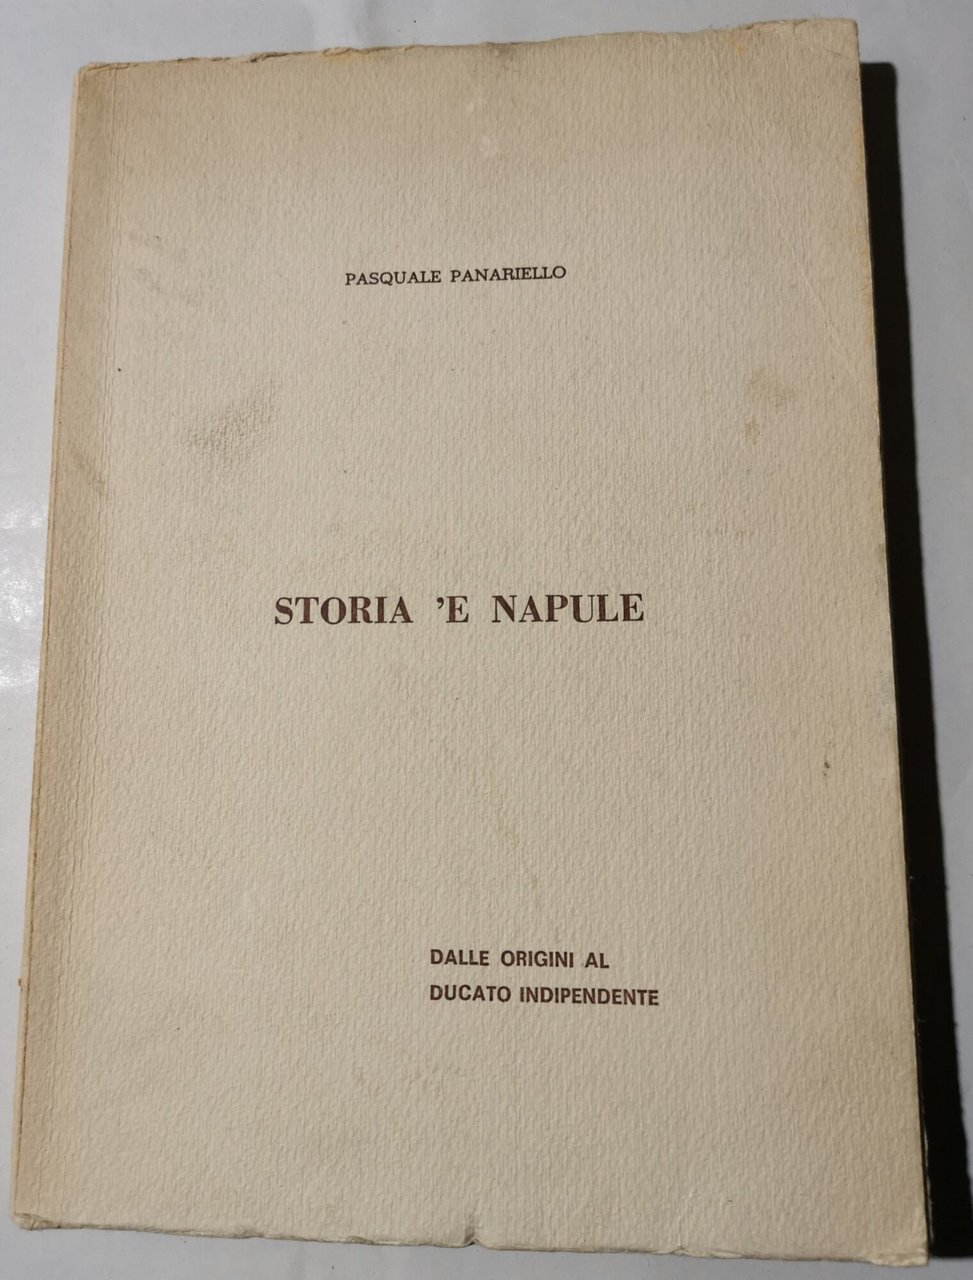 PASQUALE PANARIELLO
STORIA 'E NAPULE
DALLE ORIGINI AL
DUCATO INDIPENDENTE